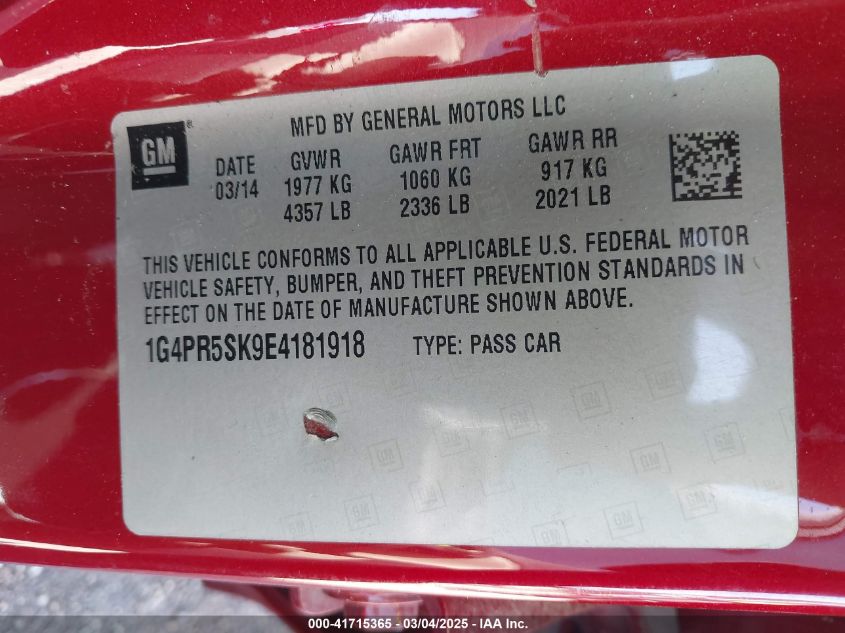 MFD BY GENERAL MOTORS LLC
GM®
DATE GVWR GAWR FRT GAWR RR
03/14 1977 KG 1060 KG 917 KG
4357 LB 2336 LB 2021 LB
THIS VEHICLE CONFORMS TO ALL APPLICABLE U.S. FEDERAL MOTOR
VEHICLE SAFETY, BUMPER, AND THEFT PREVENTION STANDARDS IN
EFFECT ON THE DATE OF MANUFACTURE SHOWN ABOVE.
1G4PR5SK9E4181918 TYPE: PASS CAR
000-41715365 - 03/04/2025 - IAA Inc.